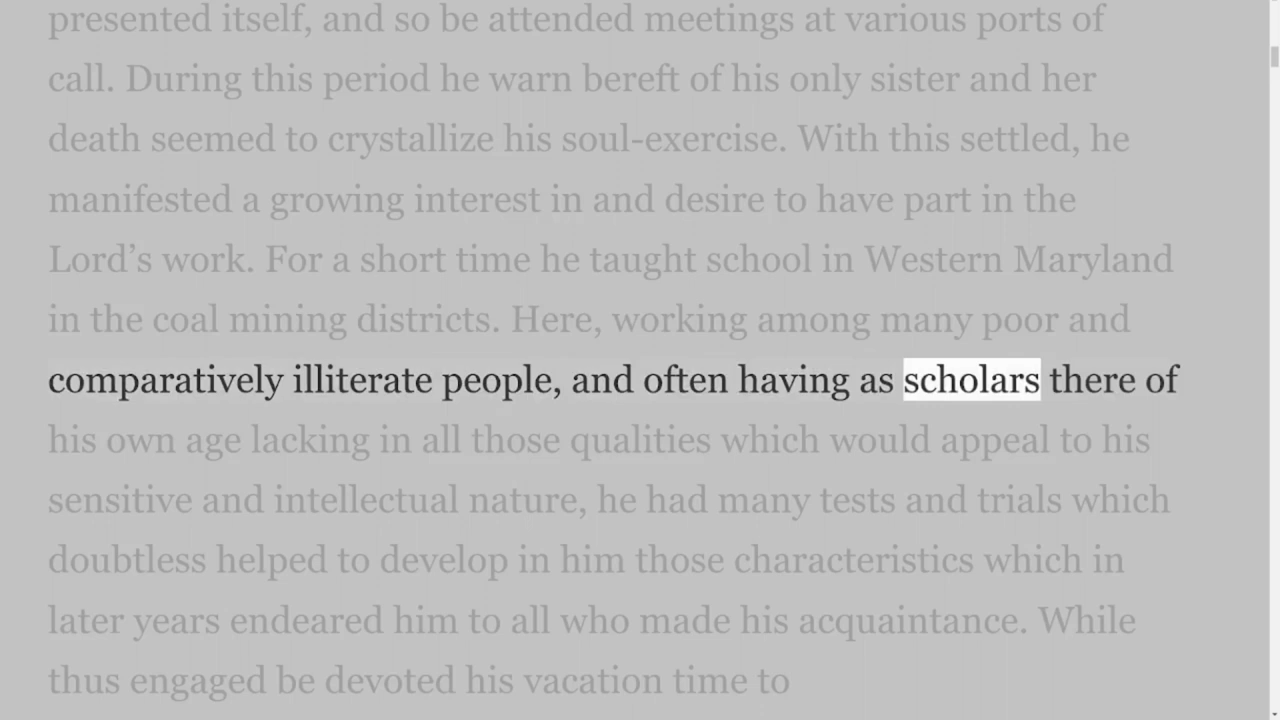 presented itself, and so be attended meetings at various ports of
call. During this period he warn bereft of his only sister and her
death seemed to crystallize his soul-exercise. With this settled, he
manifested a growing interest in and desire to have part in the
Lord’s work. For a short time he taught school in Western Maryland
in the coal mining districts. Here, working among many poor and
comparatively illiterate people, and often having as scholars there of
his own age lacking in all those qualities which would appeal to his
sensitive and intellectual nature, he had many tests and trials which
doubtless helped to develop in him those characteristics which in
later years endeared him to all who made his acquaintance. While
thus engaged be devoted his vacation time to